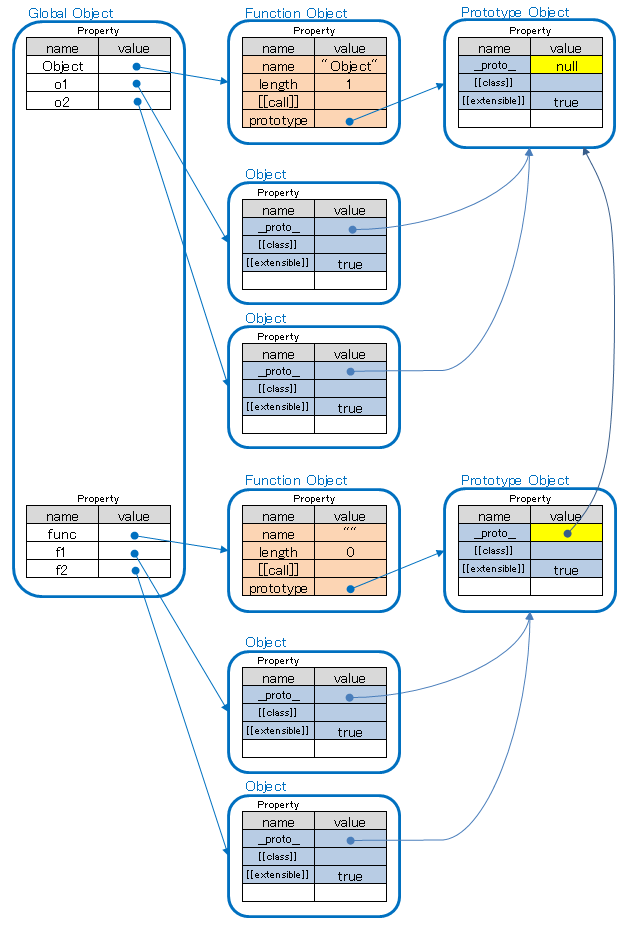 Global Object
Property
name value
Object
o1
o2
Property
name value
func
f1
f2
Function Object
Property
name value
name "Object"
length 1
[[call]]
prototype
Prototype Object
Property
name value
_proto_ null
[[class]]
[[extensible]] true
Object
Property
name value
_proto_
[[class]]
[[extensible]] true
Object
Property
name value
_proto_
[[class]]
[[extensible]] true
Function Object
Property
name value
name ""
length 0
[[call]]
prototype
Prototype Object
Property
name value
_proto_
[[class]]
[[extensible]] true
Object
Property
name value
_proto_
[[class]]
[[extensible]] true
Object
Property
name value
_proto_
[[class]]
[[extensible]] true